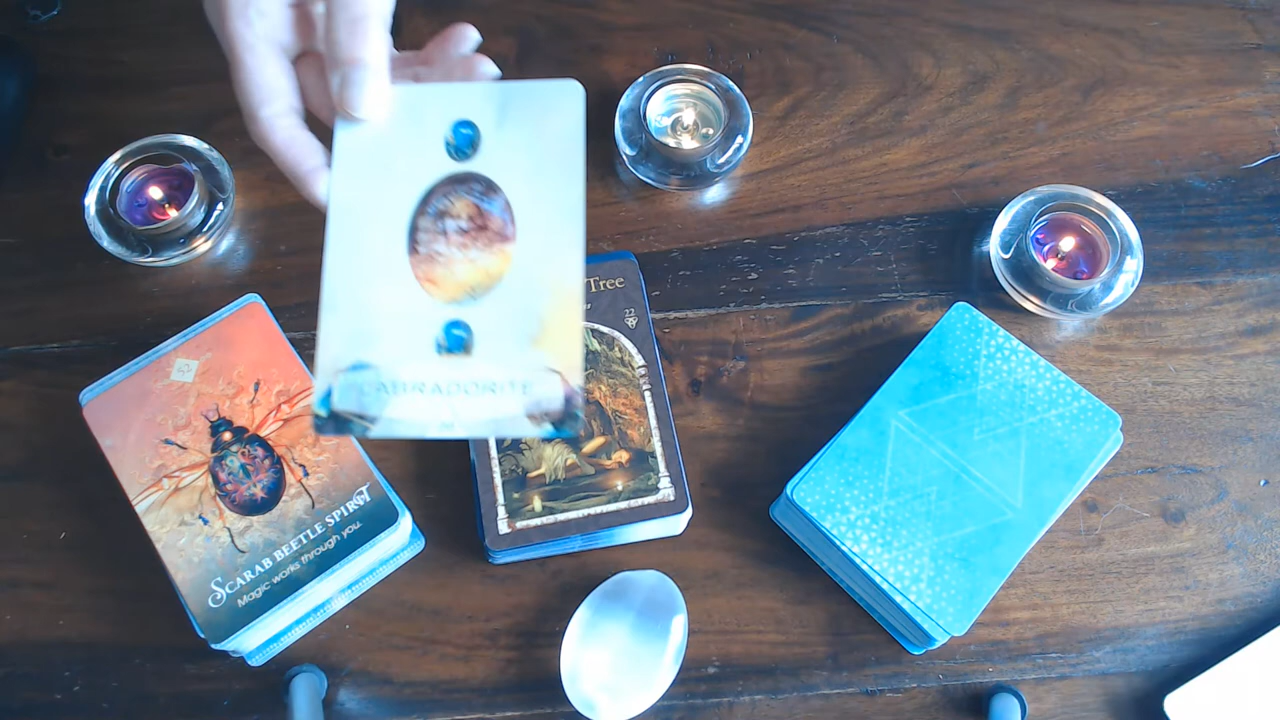 LABRADORITE
Tree
22
SCARAB BEETLE SPIRIT
Magic works through you.